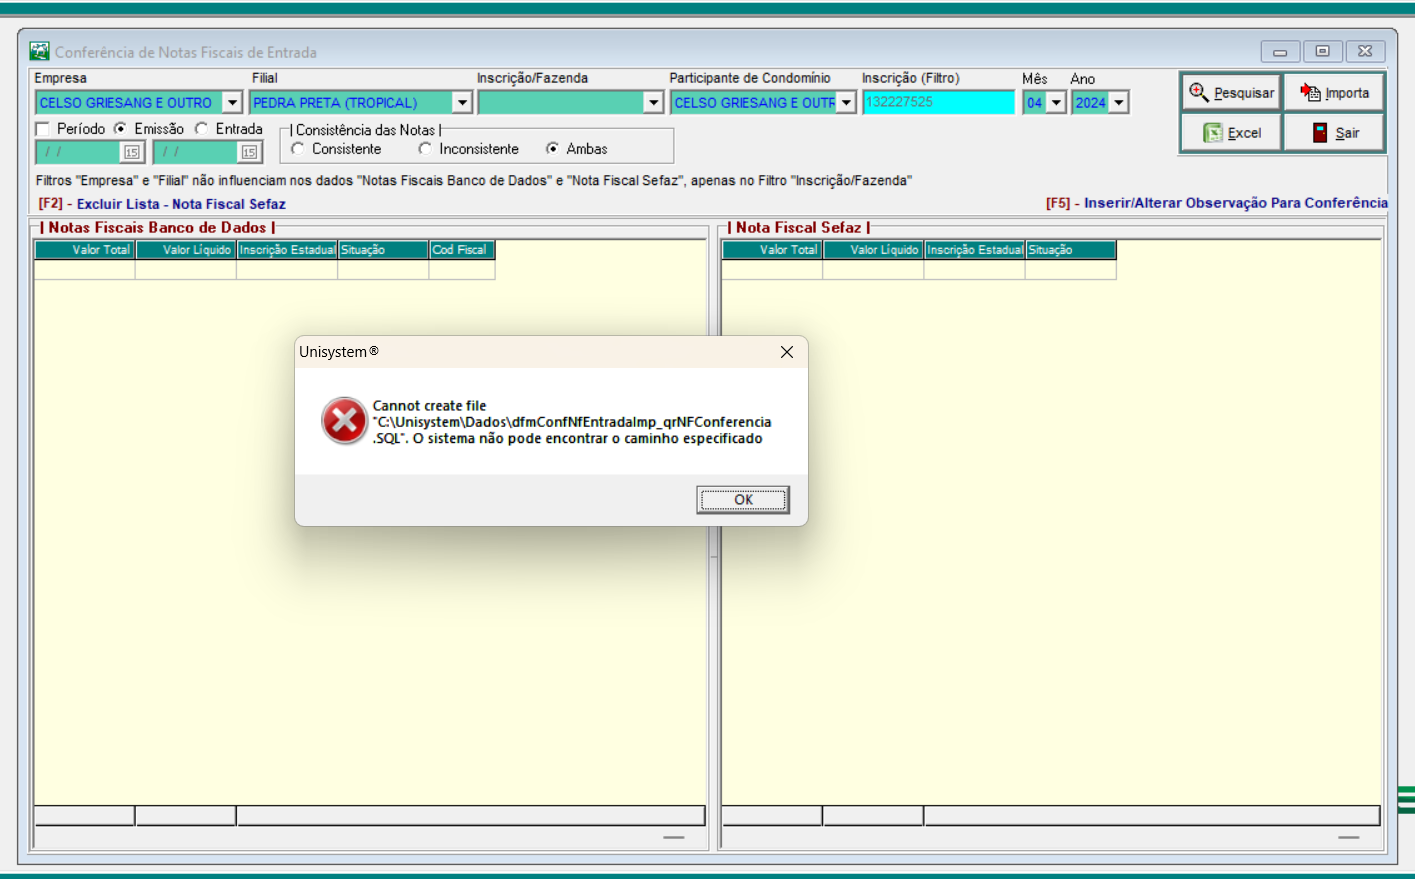 Conferência de Notas Fiscais de Entrada
Empresa Filial Inscrição/Fazenda Participante de Condomínio Inscrição (Filtro) Mês Ano
CELSO GRIESANG E OUTRO PEDRA PRETA (TROPICAL) CELSO GRIESANG E OUTR 132227525 04 2024
Pesquisar Importa
Período Emissão Entrada | Consistência das Notas |
/ / 15 / / 15 Consistente Inconsistente Ambas
Excel Sair
Filtros "Empresa" e "Filial" não influenciam nos dados "Notas Fiscais Banco de Dados" e "Nota Fiscal Sefaz", apenas no Filtro "Inscrição/Fazenda"
[F2] - Excluir Lista - Nota Fiscal Sefaz [F5] - Inserir/Alterar Observação Para Conferência
| Notas Fiscais Banco de Dados | | Nota Fiscal Sefaz |
Valor Total Valor Líquido Inscrição Estadual Situação Cod Fiscal Valor Total Valor Líquido Inscrição Estadual Situação
Unisystem®
Cannot create file
"C:\Unisystem\Dados\dfmConfNfEntradaImp_qrNFConferencia
.SQL". O sistema não pode encontrar o caminho especificado
OK